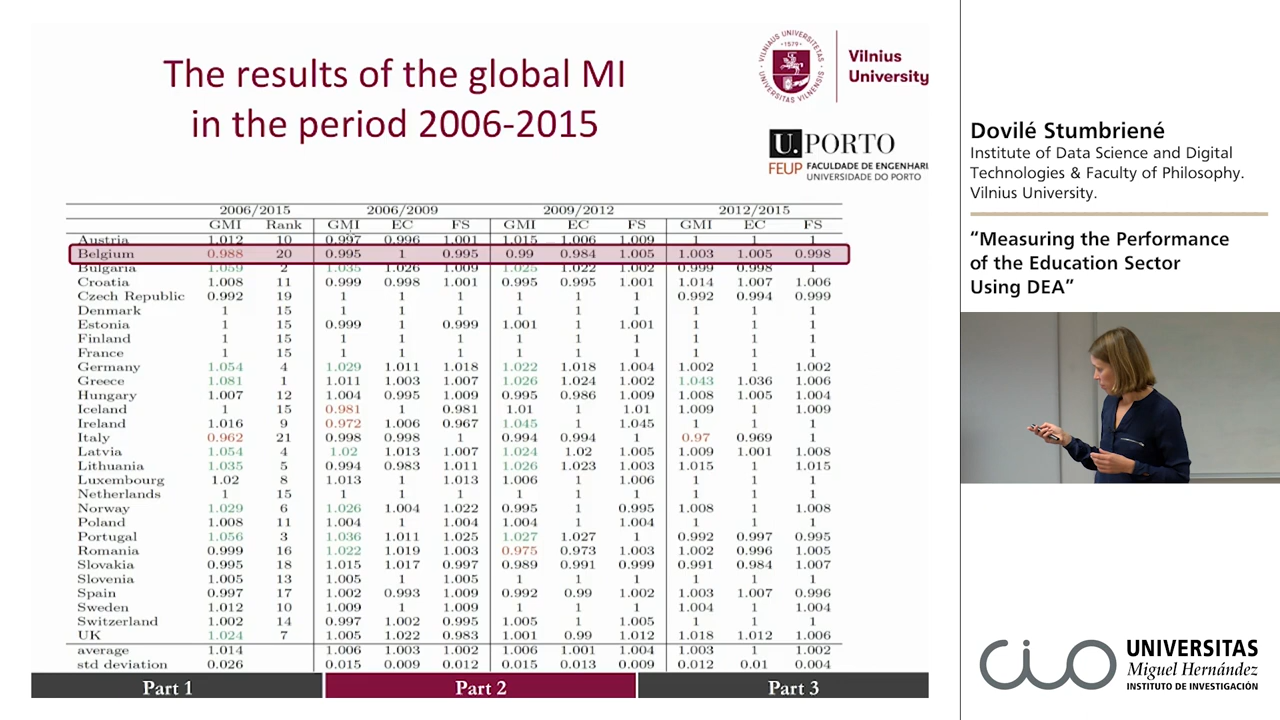 The results of the global MI
in the period 2006-2015
VILNIUS UNIVERSITETAS
1579
UNIVERSITAS VILNENSIS
Vilnius
University
U. PORTO
FEUP FACULDADE DE ENGENHARI
UNIVERSIDADE DO PORTO
2006/2015 2006/2009 2009/2012 2012/2015
GMI Rank GMI EC FS GMI EC FS GMI EC FS
Austria 1.012 10 0.997 0.996 1.001 1.015 1.006 1.009 1 1 1
Belgium 0.988 20 0.995 1 0.995 0.99 0.984 1.005 1.003 1.005 0.998
Bulgaria 1.059 2 1.035 1.026 1.009 1.025 1.022 1.002 0.999 0.998 1
Croatia 1.008 11 0.999 0.998 1.001 0.995 0.995 1.001 1.014 1.007 1.006
Czech Republic 0.992 19 1 1 1 1 1 1 0.992 0.994 0.999
Denmark 1 15 1 1 1 1 1 1 1 1 1
Estonia 1 15 0.999 1 0.999 1.001 1 1.001 1 1 1
Finland 1 15 1 1 1 1 1 1 1 1 1
France 1 15 1 1 1 1 1 1 1 1 1
Germany 1.054 4 1.029 1.011 1.018 1.022 1.018 1.004 1.002 1 1.002
Greece 1.081 1 1.011 1.003 1.007 1.026 1.024 1.002 1.043 1.036 1.006
Hungary 1.007 12 1.004 0.995 1.009 0.995 0.986 1.009 1.008 1.005 1.004
Iceland 1 15 0.981 1 0.981 1.01 1 1.01 1.009 1 1.009
Ireland 1.016 9 0.972 1.006 0.967 1.045 1 1.045 1 1 1
Italy 0.962 21 0.998 0.998 1 0.994 0.994 1 0.97 0.969 1
Latvia 1.054 4 1.02 1.013 1.007 1.024 1.02 1.005 1.009 1.001 1.008
Lithuania 1.035 5 0.994 0.983 1.011 1.026 1.023 1.003 1.015 1 1.015
Luxembourg 1.02 8 1.013 1 1.013 1.006 1 1.006 1 1 1
Netherlands 1 15 1 1 1 1 1 1 1 1 1
Norway 1.029 6 1.026 1.004 1.022 0.995 1 0.995 1.008 1 1.008
Poland 1.008 11 1.004 1 1.004 1.004 1 1.004 1 1 1
Portugal 1.056 3 1.036 1.011 1.025 1.027 1.027 1 0.992 0.997 0.995
Romania 0.999 16 1.022 1.019 1.003 0.975 0.973 1.003 1.002 0.996 1.005
Slovakia 0.995 18 1.015 1.017 0.997 0.989 0.991 0.999 0.991 0.984 1.007
Slovenia 1.005 13 1.005 1 1.005 1 1 1 1 1 1
Spain 0.997 17 1.002 0.993 1.009 0.992 0.99 1.002 1.003 1.007 0.996
Sweden 1.012 10 1.009 1 1.009 1 1 1 1.004 1 1.004
Switzerland 1.002 14 0.997 1.002 0.995 1.005 1 1.005 1 1 1
UK 1.024 7 1.005 1.022 0.983 1.001 0.99 1.012 1.018 1.012 1.006
average 1.014 1.006 1.003 1.002 1.006 1.001 1.004 1.003 1 1.002
std deviation 0.026 0.015 0.009 0.012 0.015 0.013 0.009 0.012 0.01 0.004
Part 1 Part 2 Part 3
Dovilé Stumbriené
Institute of Data Science and Digital
Technologies & Faculty of Philosophy.
Vilnius University.
“Measuring the Performance
of the Education Sector
Using DEA”
CIO
UNIVERSITAS
Miguel Hernández
INSTITUTO DE INVESTIGACIÓN